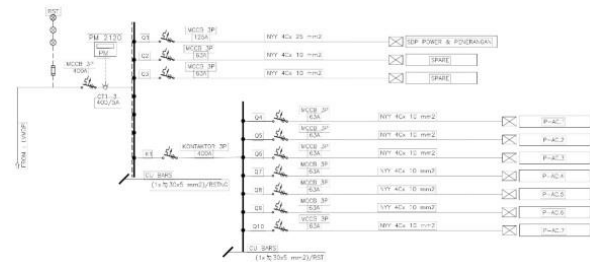 RST
PM 2120
PM
MCCB 3P
400A
CT1-3
400/5A
FROM LVMDP
Q1
MCCB 3P
125A
NYY 4Cx 25 mm2
SDP POWER & PENERANGAN
Q2
MCCB 3P
63A
NYY 4Cx 10 mm2
SPARE
Q3
MCCB 3P
63A
NYY 4Cx 10 mm2
SPARE
K1
KONTAKTOR 3P
400A
CU BARS
Q4
MCCB 3P
63A
NYY 4Cx 10 mm2
P-AC.1
Q5
MCCB 3P
63A
NYY 4Cx 10 mm2
P-AC.2
Q6
MCCB 3P
63A
NYY 4Cx 10 mm2
P-AC.3
Q7
MCCB 3P
63A
NYY 4Cx 10 mm2
P-AC.4
Q8
MCCB 3P
63A
NYY 4Cx 10 mm2
P-AC.5
Q9
MCCB 3P
63A
NYY 4Cx 10 mm2
P-AC.6
Q10
MCCB 3P
63A
NYY 4Cx 10 mm2
P-AC.7
CU BARS